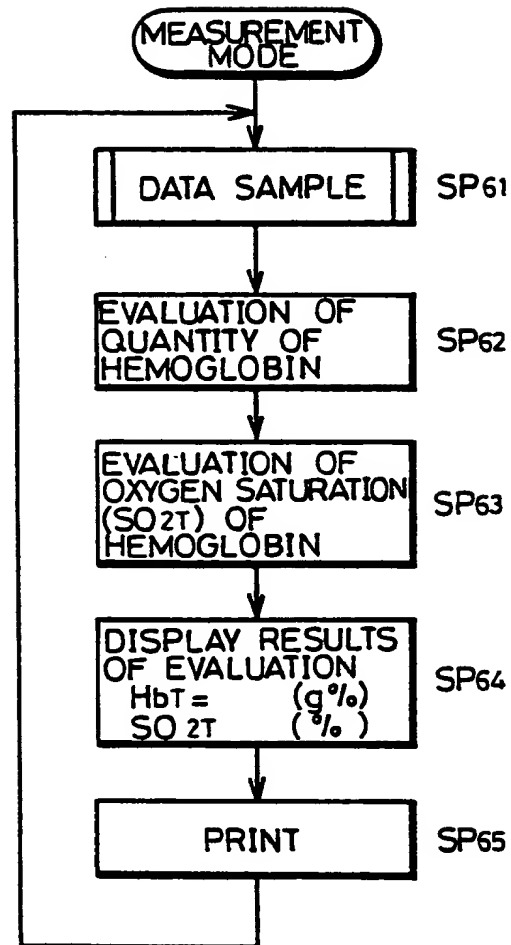 MEASUREMENT
MODE
DATA SAMPLE
SP61
EVALUATION OF
QUANTITY OF
HEMOGLOBIN
SP62
EVALUATION OF
OXYGEN SATURATION
(SO2T) OF
HEMOGLOBIN
SP63
DISPLAY RESULTS
OF EVALUATION
HbT= (g%)
SO2T (%)
SP64
PRINT
SP65